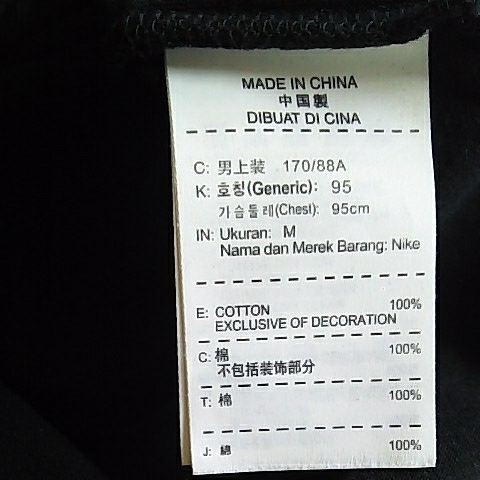 MADE IN CHINA
中国製
DIBUAT DI CINA
C: 男上装 170/88A
K: 호칭(Generic): 95
가슴둘레(Chest): 95cm
IN: Ukuran: M
Nama dan Merek Barang: Nike
E: COTTON 100%
EXCLUSIVE OF DECORATION
C: 棉 100%
不包括装饰部分
T: 棉 100%
J: 綿 100%